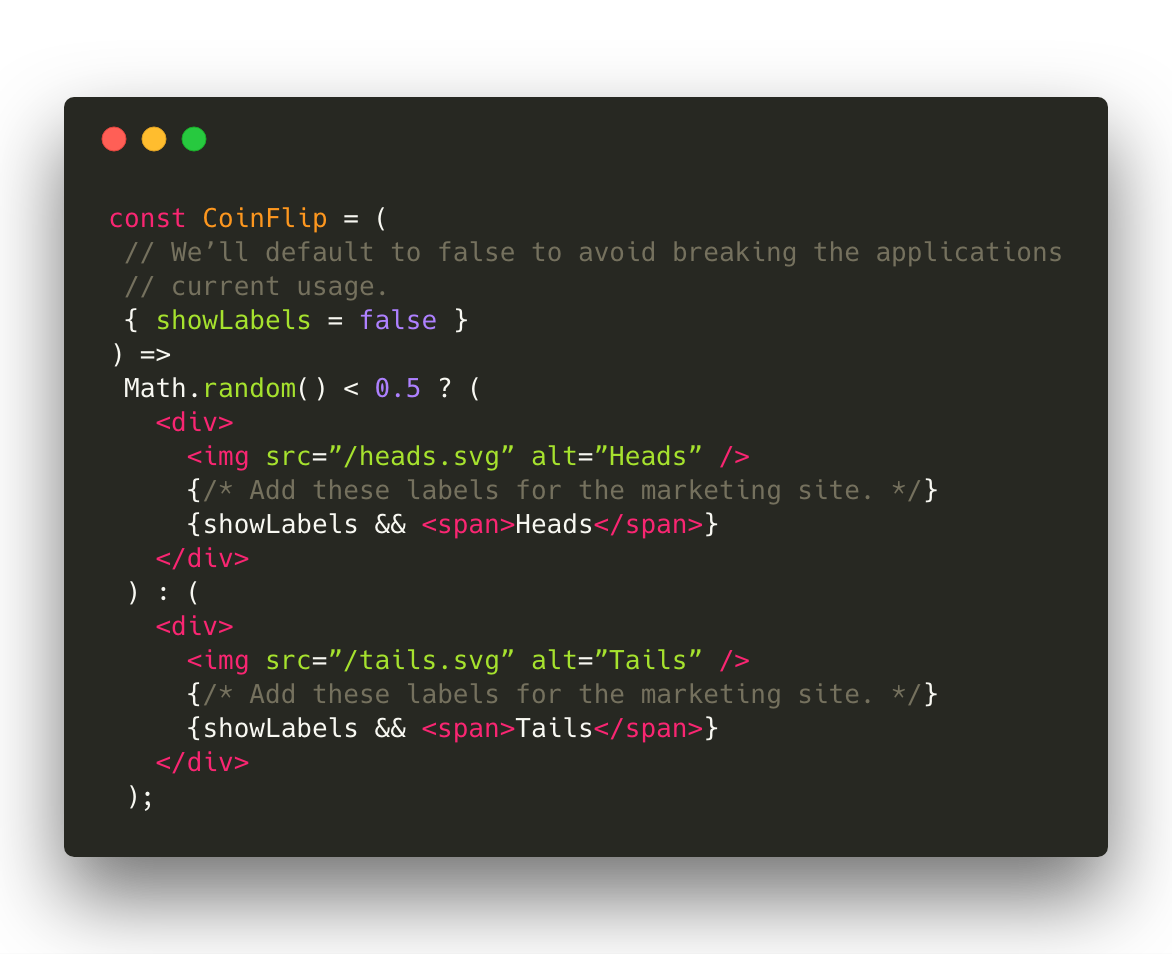 const CoinFlip = (
// We’ll default to false to avoid breaking the applications
// current usage.
{ showLabels = false }
) =>
Math.random() < 0.5 ? (
<div>
<img src=”/heads.svg” alt=”Heads” />
{/* Add these labels for the marketing site. */}
{showLabels && <span>Heads</span>}
</div>
) : (
<div>
<img src=”/tails.svg” alt=”Tails” />
{/* Add these labels for the marketing site. */}
{showLabels && <span>Tails</span>}
</div>
);